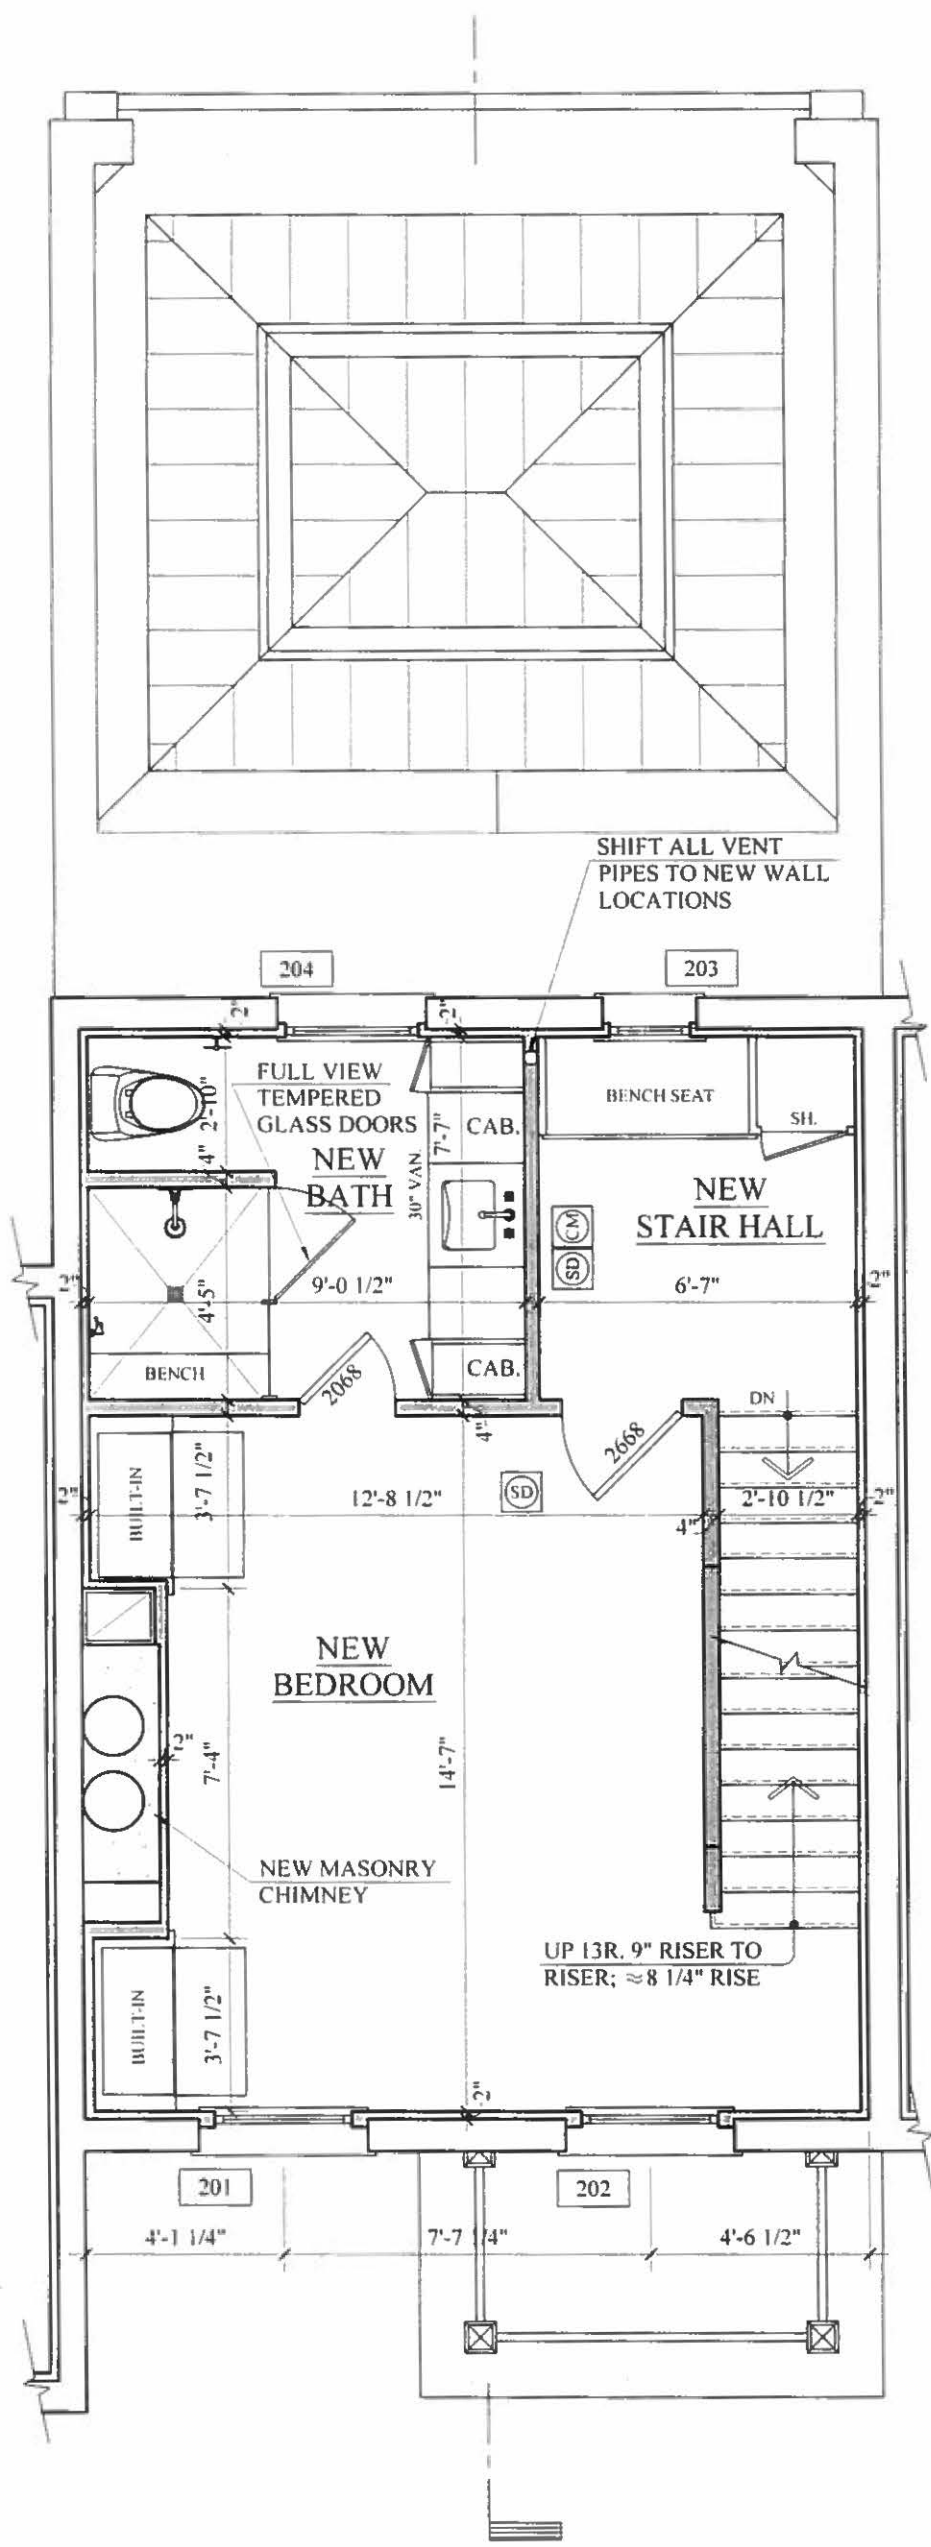 SHIFT ALL VENT
PIPES TO NEW WALL
LOCATIONS
204
203
2"
2"
FULL VIEW
TEMPERED
GLASS DOORS
2'-10"
4"
NEW
BATH
7'-7"
30" VAN.
CAB.
BENCH SEAT
SH.
NEW
STAIR HALL
CM
SD
2"
4'-5"
9'-0 1/2"
6'-7"
2"
BENCH
2068
CAB.
4"
DN
2668
BUILT-IN
3'-7 1/2"
2"
12'-8 1/2"
SD
4"
2'-10 1/2"
2"
NEW
BEDROOM
2"
7'-4"
14'-7"
NEW MASONRY
CHIMNEY
UP 13R. 9" RISER TO
RISER; ≈8 1/4" RISE
BUILT-IN
3'-7 1/2"
2"
201
202
4'-1 1/4"
7'-7 1/4"
4'-6 1/2"